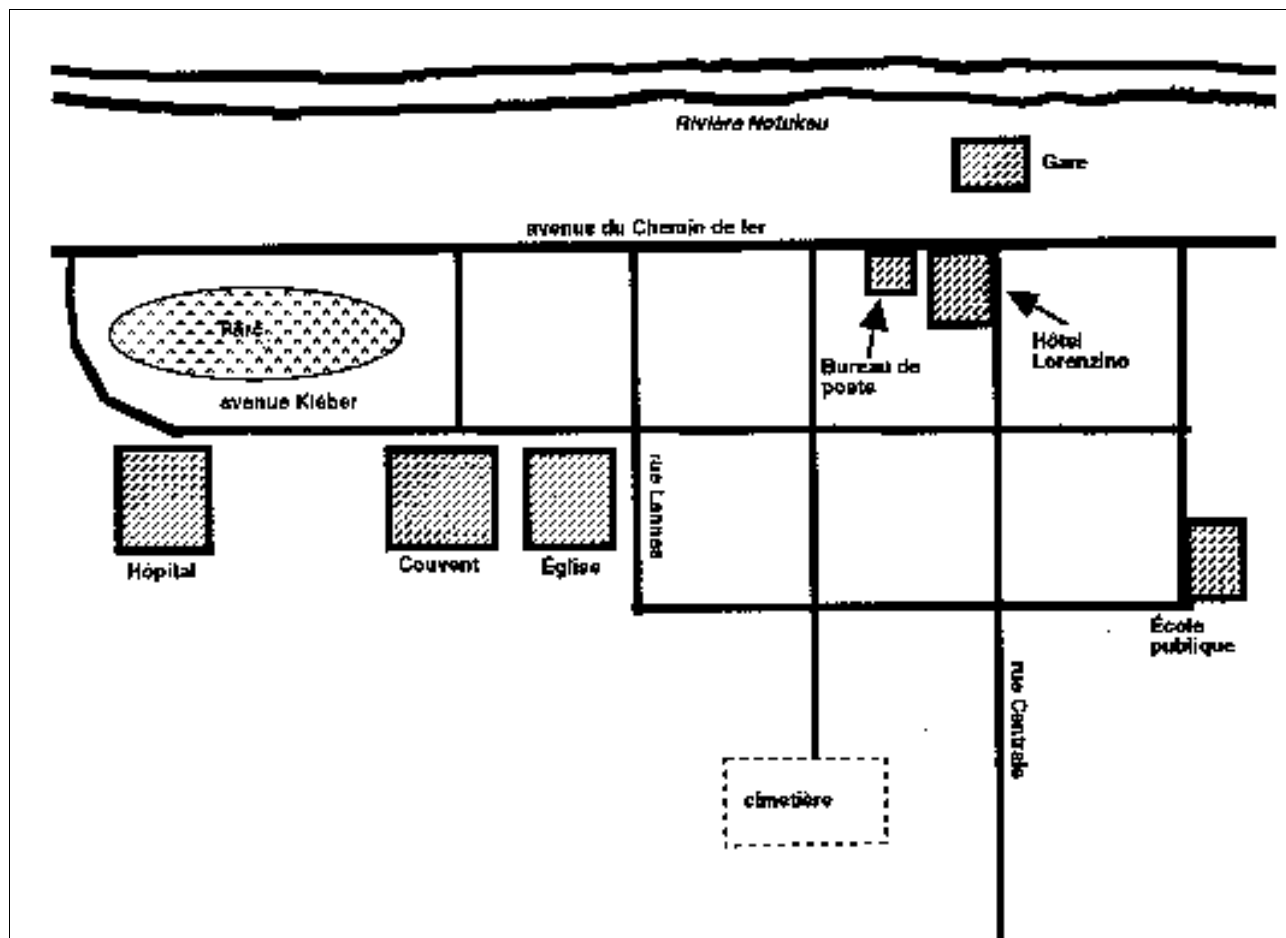 Rivière Notukeu
Gare
avenue du Chemin de fer
Parc
Hôtel
Lorenzino
Bureau de
poste
avenue Kléber
rue Lannes
Hôpital
Couvent
Église
École
publique
rue Centrale
cimetière